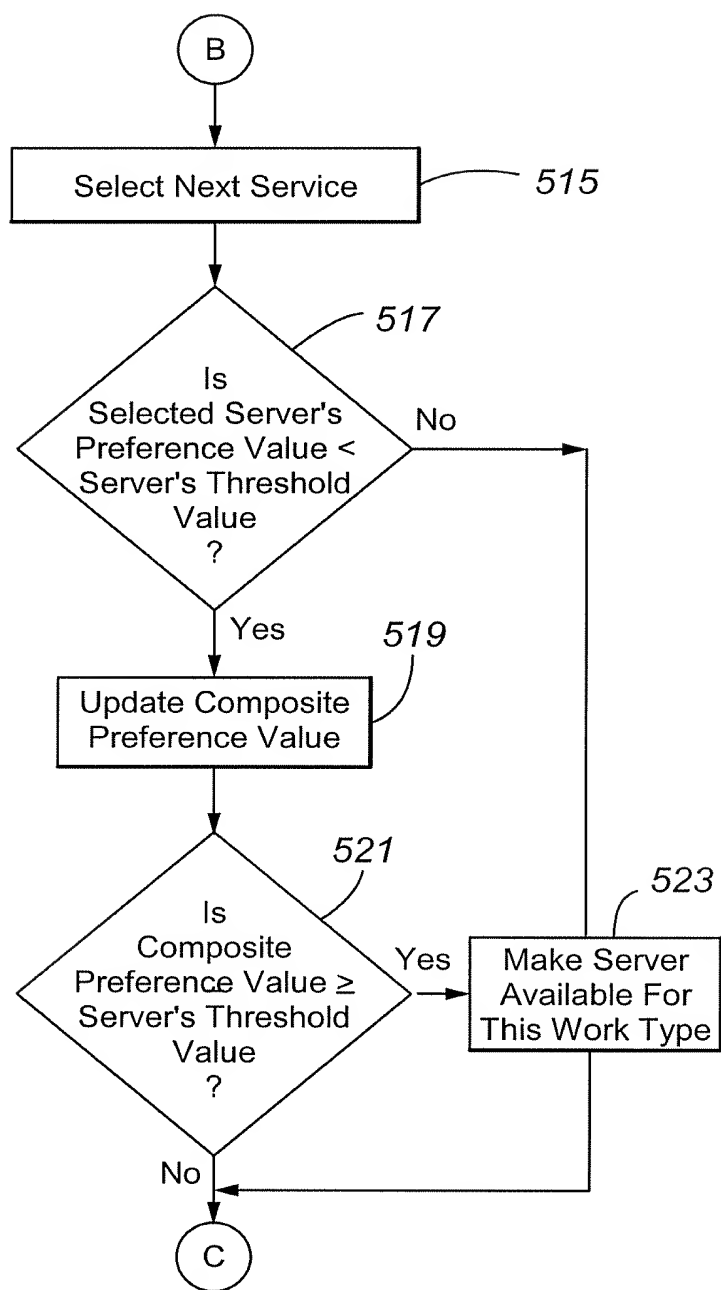 B
Select Next Service
515
517
Is
Selected Server's
Preference Value <
Server's Threshold
Value
?
No
Yes
519
Update Composite
Preference Value
521
Is
Composite
Preference Value ≥
Server's Threshold
Value
?
Yes
523
Make Server
Available For
This Work Type
No
C